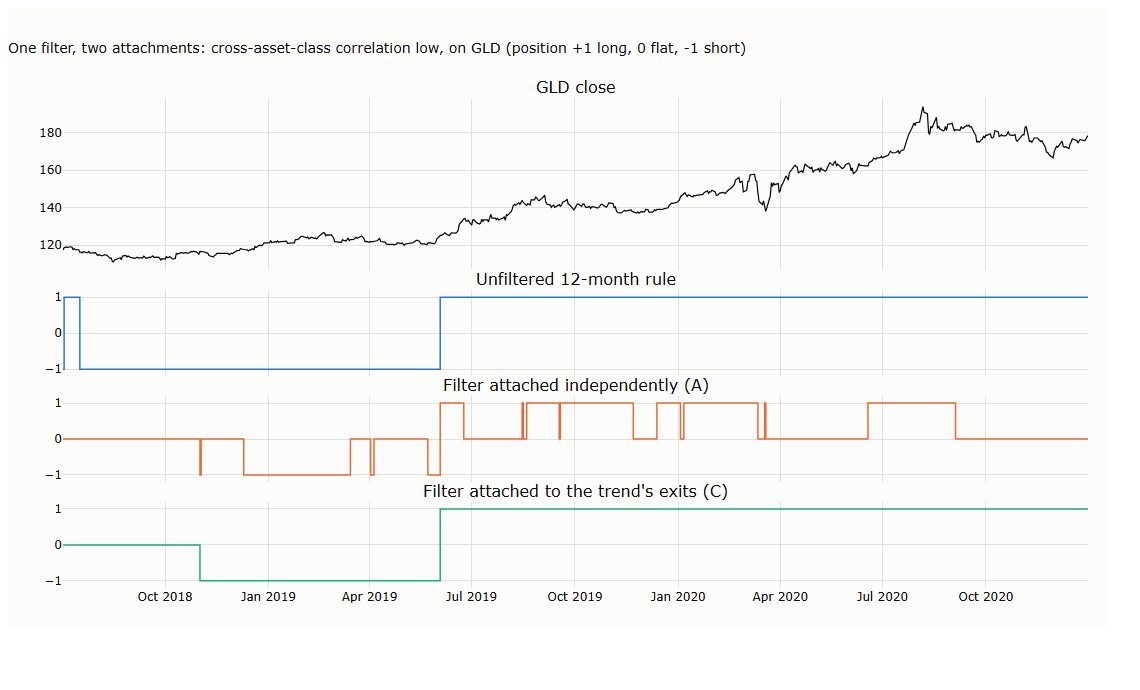 One filter, two attachments: cross-asset-class correlation low, on GLD (position +1 long, 0 flat, -1 short)
GLD close
180
160
140
120
Unfiltered 12-month rule
1
0
−1
Filter attached independently (A)
1
0
−1
Filter attached to the trend's exits (C)
1
0
−1
Oct 2018 Jan 2019 Apr 2019 Jul 2019 Oct 2019 Jan 2020 Apr 2020 Jul 2020 Oct 2020